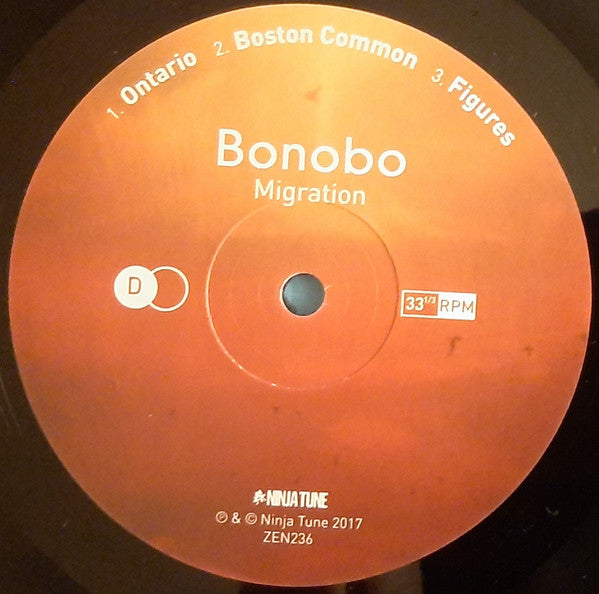 1. Ontario 2. Boston Common 3. Figures
Bonobo
Migration
D
33 1/3 RPM
NINJA TUNE
℗ & © Ninja Tune 2017
ZEN236